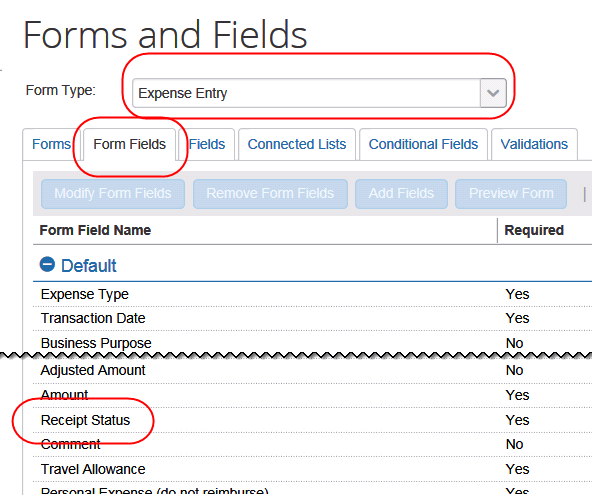 Forms and Fields
Form Type: Expense Entry
Forms Form Fields Fields Connected Lists Conditional Fields Validations
Modify Form Fields Remove Form Fields Add Fields Preview Form |
Form Field Name Required
Default
Expense Type Yes
Transaction Date Yes
Business Purpose No
Adjusted Amount No
Amount Yes
Receipt Status Yes
Comment No
Travel Allowance Yes
Personal Expense (do not reimburse) Yes